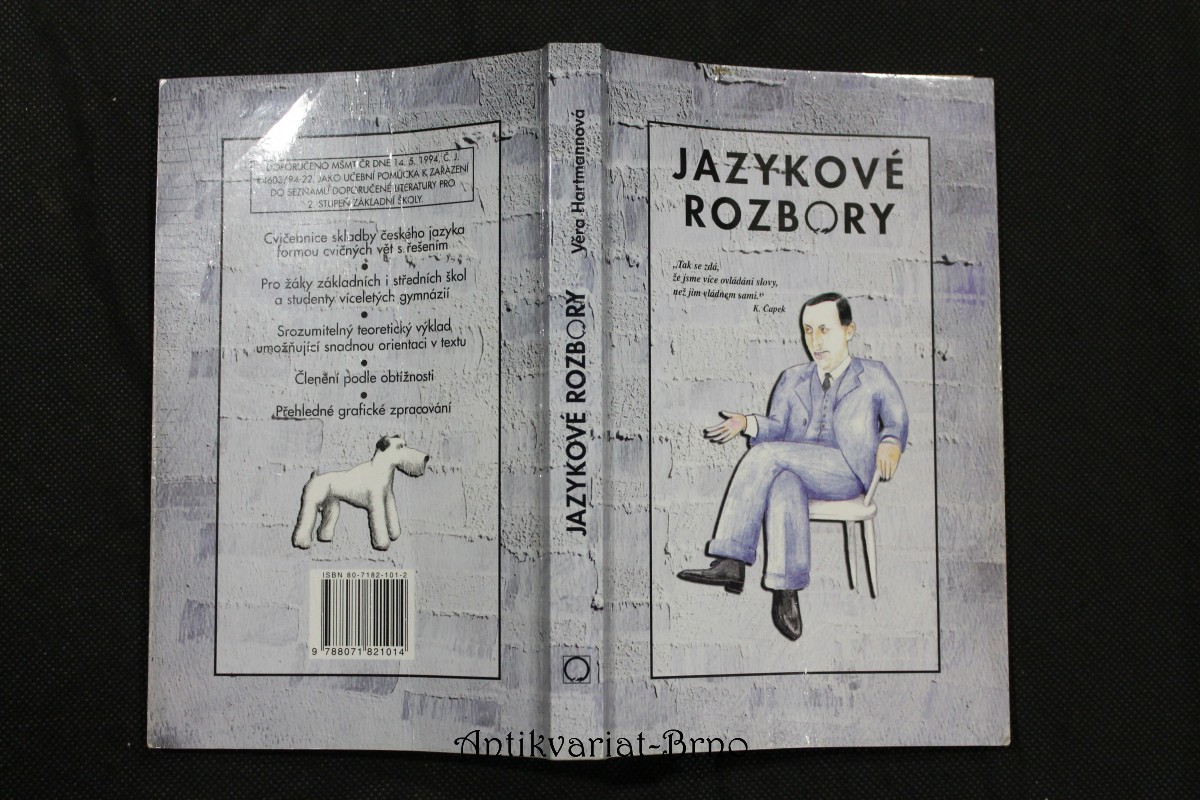 DOPORUČENO MŠMT ČR DNE 14. 5. 1994, Č. J.
14602/94-22, JAKO UČEBNÍ POMŮCKA K ZAŘAZENÍ
DO SEZNAMU DOPORUČENÉ LITERATURY PRO
2. STUPEŇ ZÁKLADNÍ ŠKOLY.
Cvičebnice skladby českého jazyka
formou cvičných vět s řešením
•
Pro žáky základních i středních škol
a studenty víceletých gymnázií
•
Srozumitelný teoretický výklad
umožňující snadnou orientaci v textu
•
Členění podle obtížnosti
•
Přehledné grafické zpracování
ISBN 80-7182-101-2
9 788071 821014
JAZYKOVÉ ROZBORY Věra Hartmannová
JAZYKOVÉ
ROZBORY
„Tak se zdá,
že jsme více ovládáni slovy,
než jim vládnem sami.“
K. Čapek
Antikvariat-Brno